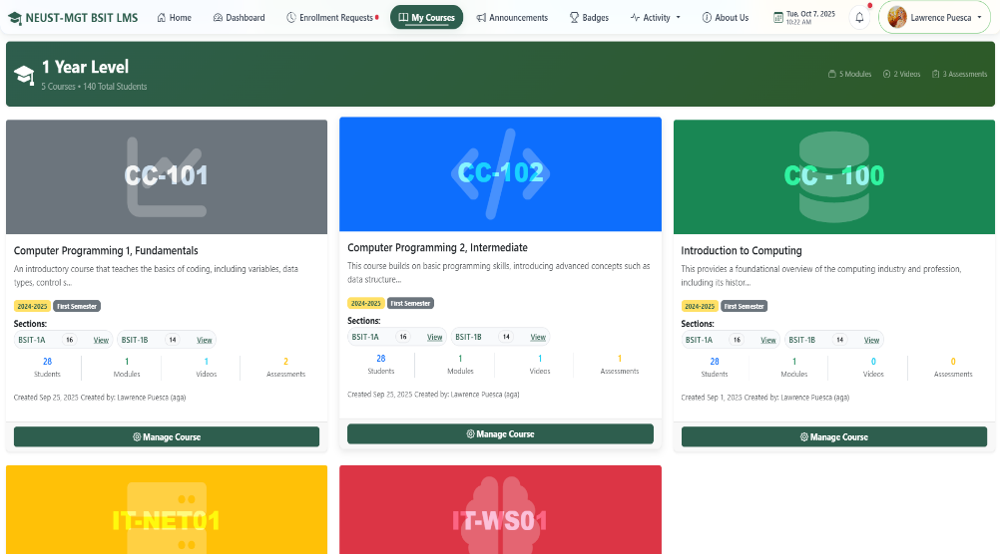 NEUST-MGT BSIT LMS
Home
Dashboard
Enrollment Requests
My Courses
Announcements
Badges
Activity
About Us
Tue, Oct 7, 2025
10:22 AM
Lawrence Puesca
1 Year Level
5 Courses • 140 Total Students
5 Modules
2 Videos
3 Assessments
CC-101
Computer Programming 1, Fundamentals
An introductory course that teaches the basics of coding, including variables, data
types, control s...
2024-2025 First Semester
Sections:
BSIT-1A 16 View BSIT-1B 14 View
28 1 1 2
Students Modules Videos Assessments
Created Sep 25, 2025 Created by: Lawrence Puesca (aga)
Manage Course
CC-102
Computer Programming 2, Intermediate
This course builds on basic programming skills, introducing advanced concepts such as
data structure...
2024-2025 First Semester
Sections:
BSIT-1A 16 View BSIT-1B 14 View
28 1 1 1
Students Modules Videos Assessments
Created Sep 25, 2025 Created by: Lawrence Puesca (aga)
Manage Course
CC - 100
Introduction to Computing
This provides a foundational overview of the computing industry and profession,
including its histor...
2024-2025 First Semester
Sections:
BSIT-1A 16 View BSIT-1B 14 View
28 1 0 0
Students Modules Videos Assessments
Created Sep 1, 2025 Created by: Lawrence Puesca (aga)
Manage Course
IT-NET01
IT-WS01